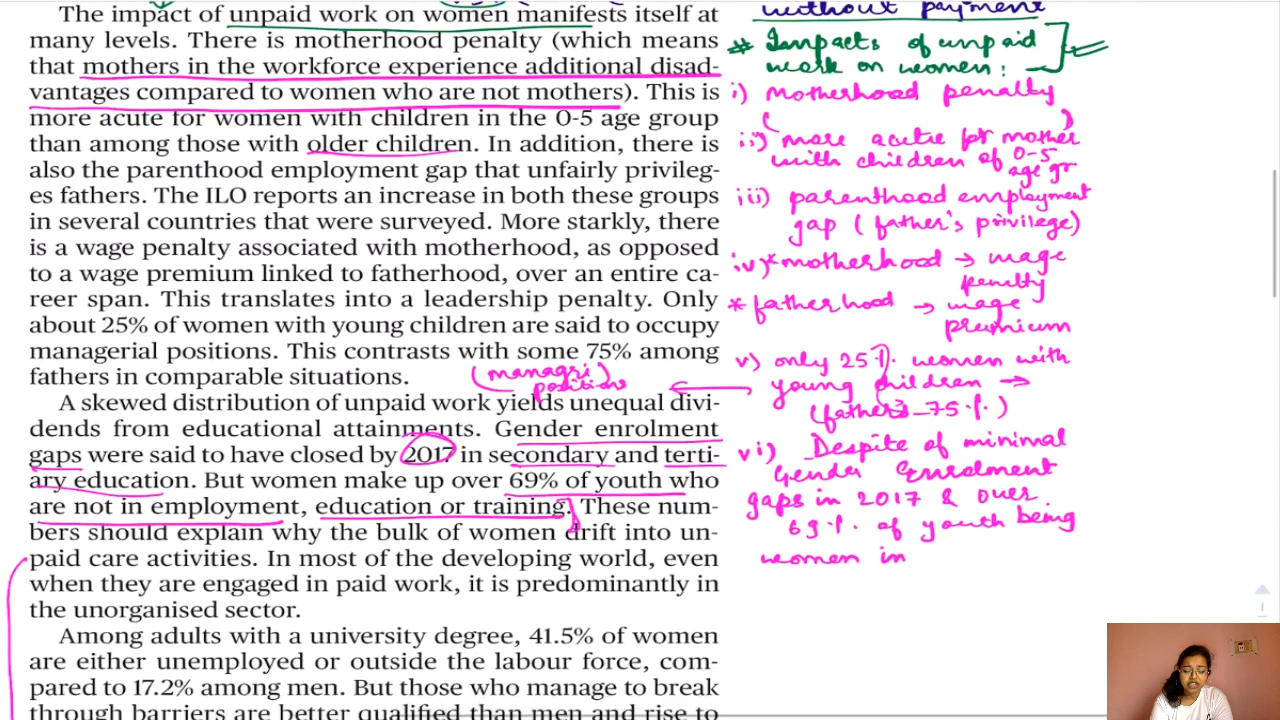 The impact of unpaid work on women manifests itself at
many levels. There is motherhood penalty (which means
that mothers in the workforce experience additional disad-
vantages compared to women who are not mothers). This is
more acute for women with children in the 0-5 age group
than among those with older children. In addition, there is
also the parenthood employment gap that unfairly privileg-
es fathers. The ILO reports an increase in both these groups
in several countries that were surveyed. More starkly, there
is a wage penalty associated with motherhood, as opposed
to a wage premium linked to fatherhood, over an entire ca-
reer span. This translates into a leadership penalty. Only
about 25% of women with young children are said to occupy
managerial positions. This contrasts with some 75% among
fathers in comparable situations.
A skewed distribution of unpaid work yields unequal divi-
dends from educational attainments. Gender enrolment
gaps were said to have closed by 2017 in secondary and terti-
ary education. But women make up over 69% of youth who
are not in employment, education or training. These num-
bers should explain why the bulk of women drift into un-
paid care activities. In most of the developing world, even
when they are engaged in paid work, it is predominantly in
the unorganised sector.
Among adults with a university degree, 41.5% of women
are either unemployed or outside the labour force, com-
pared to 17.2% among men. But those who manage to break
through barriers are better qualified than men and rise to
without payment
* Impacts of unpaid
work on women:
i) Motherhood penalty
ii) (more acute for mother)
with children of 0-5
age gr
iii) parenthood employment
gap (father's privilege)
iv) * motherhood → wage
penalty
* fatherhood → wage
premium
v) only 25%. women with
young children →
(managri
positions
(father's - 75%.)
vi) Despite of minimal
Gender Enrolment
gaps in 2017 & over
69%. of youth being
women in